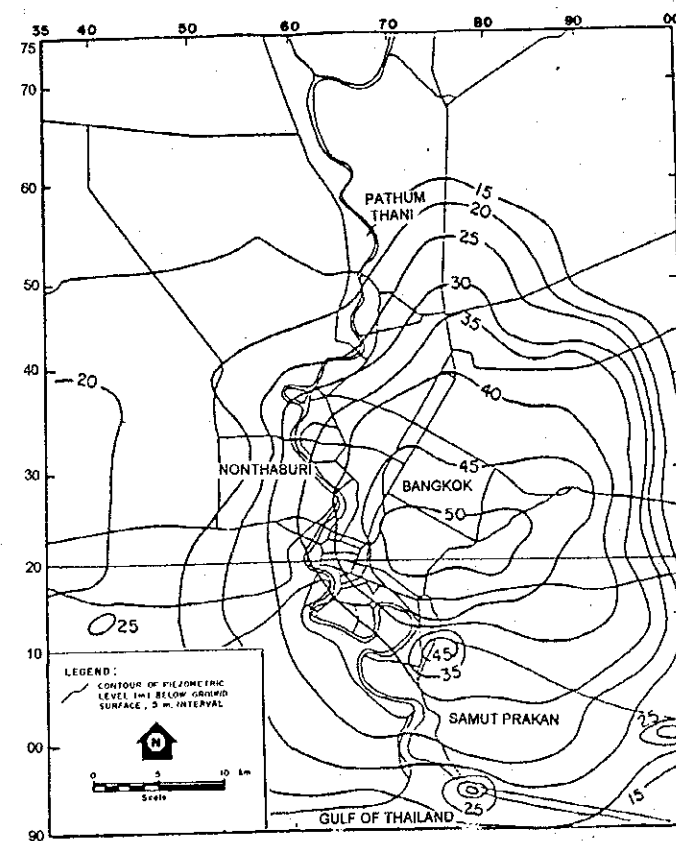 35 40 50 60 70 80 90 00
75
70
60
50
40
30
20
10
00
90
PATHUM
THANI
15
20
25
30
35
40
45
50
20
NONTHABURI
BANGKOK
25
45
35
SAMUT PRAKAN
25
15
25
GULF OF THAILAND
LEGEND:
CONTOUR OF PIEZOMETRIC
LEVEL (M) BELOW GROUND
SURFACE, 5 m. INTERVAL
N
0 5 10 km
Scale